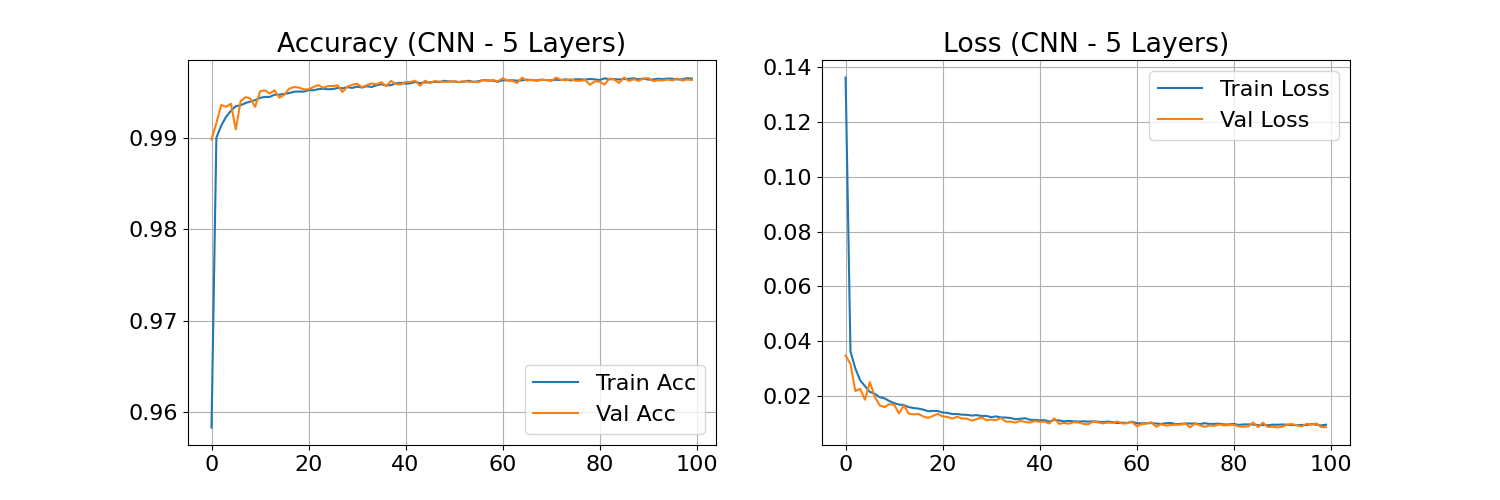 Accuracy (CNN - 5 Layers)
0.99
0.98
0.97
0.96
0 20 40 60 80 100
Train Acc
Val Acc
Loss (CNN - 5 Layers)
0.14
0.12
0.10
0.08
0.06
0.04
0.02
0 20 40 60 80 100
Train Loss
Val Loss